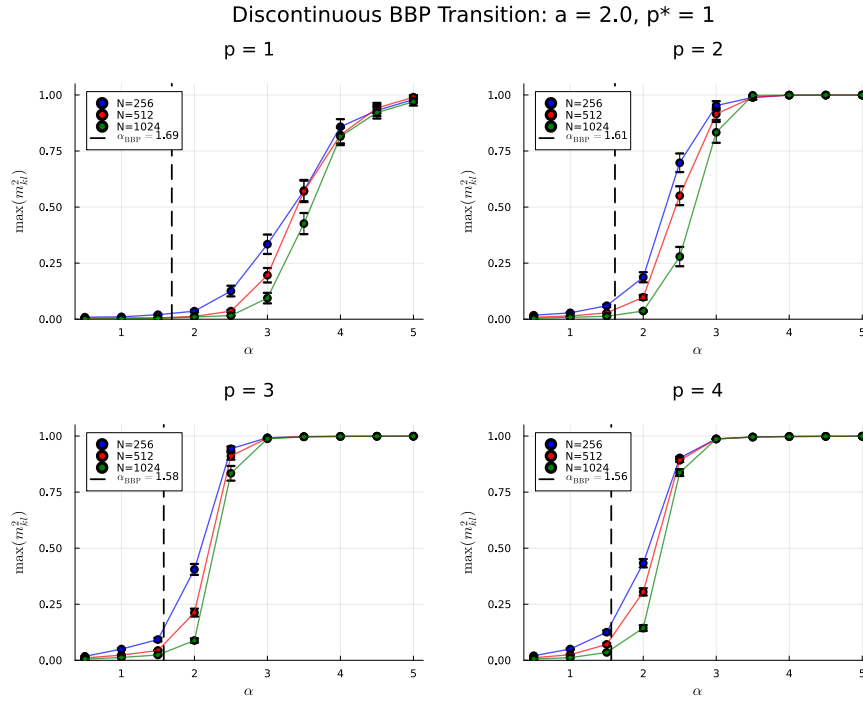 Discontinuous BBP Transition: a = 2.0, p* = 1
p = 1
1.00
0.75
0.50
0.25
0.00
max(m²ₖₗ)
N=256
N=512
N=1024
α_BBP = 1.69
1 2 3 4 5
α
p = 2
1.00
0.75
0.50
0.25
0.00
max(m²ₖₗ)
N=256
N=512
N=1024
α_BBP = 1.61
1 2 3 4 5
α
p = 3
1.00
0.75
0.50
0.25
0.00
max(m²ₖₗ)
N=256
N=512
N=1024
α_BBP = 1.58
1 2 3 4 5
α
p = 4
1.00
0.75
0.50
0.25
0.00
max(m²ₖₗ)
N=256
N=512
N=1024
α_BBP = 1.56
1 2 3 4 5
α